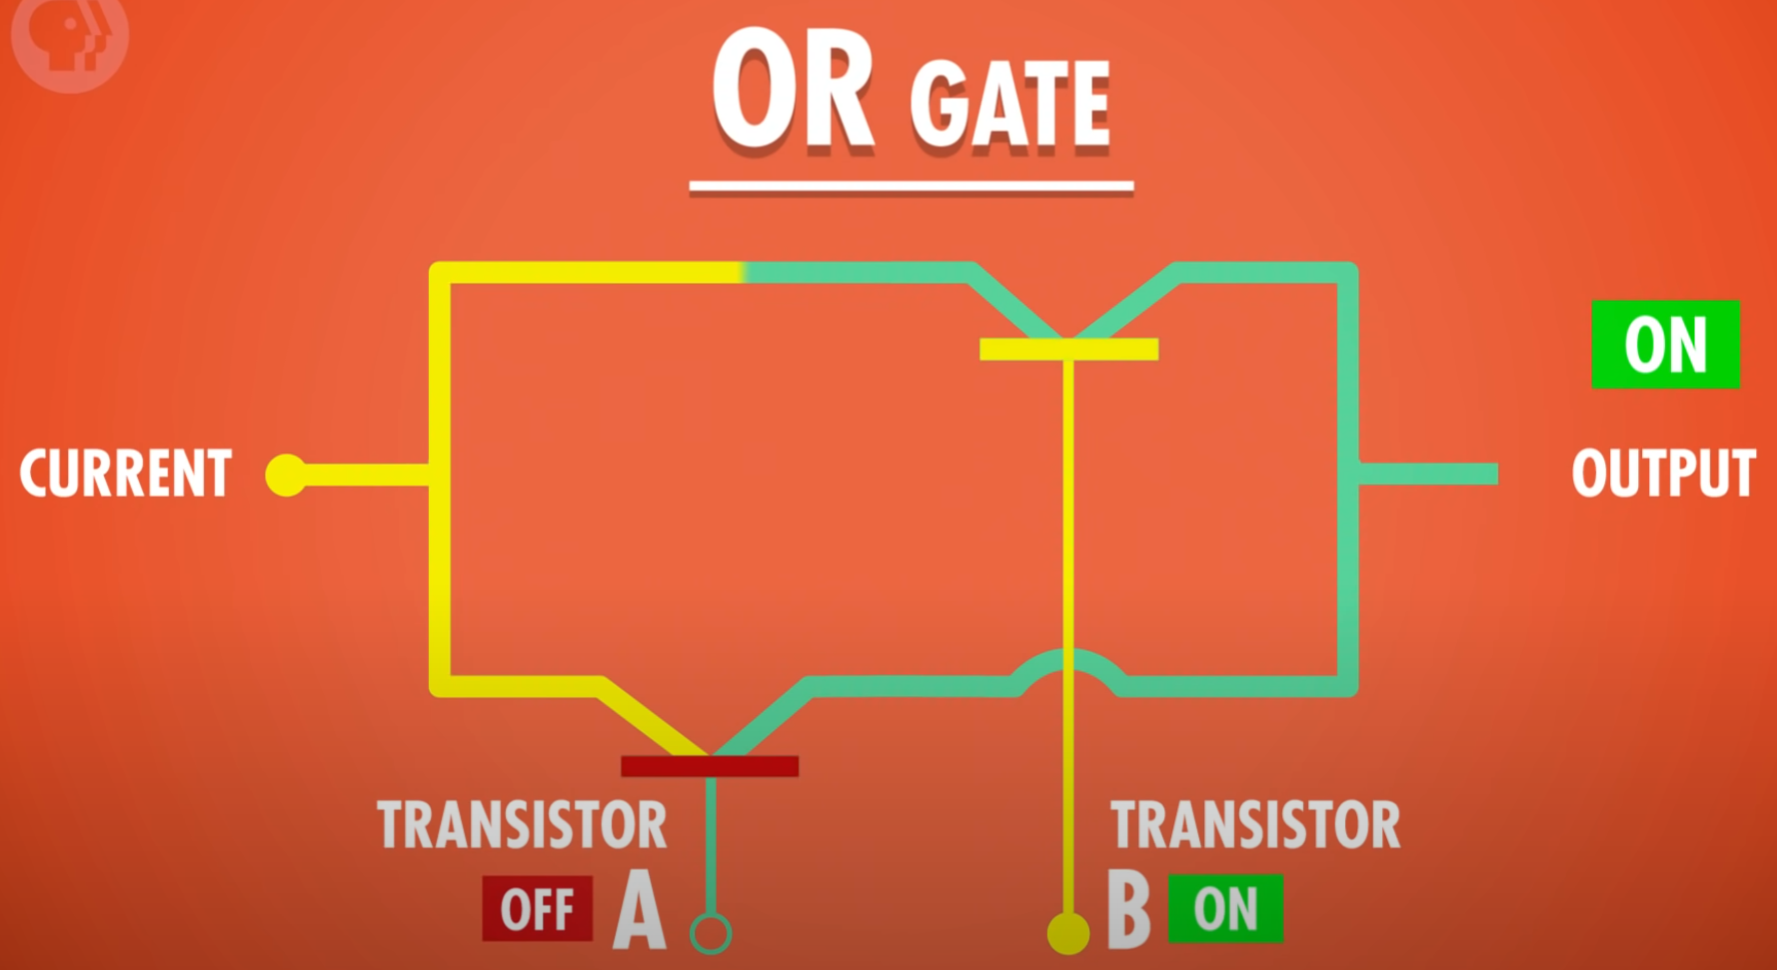 OR GATE
ON
CURRENT
OUTPUT
TRANSISTOR
OFF A
TRANSISTOR
B ON